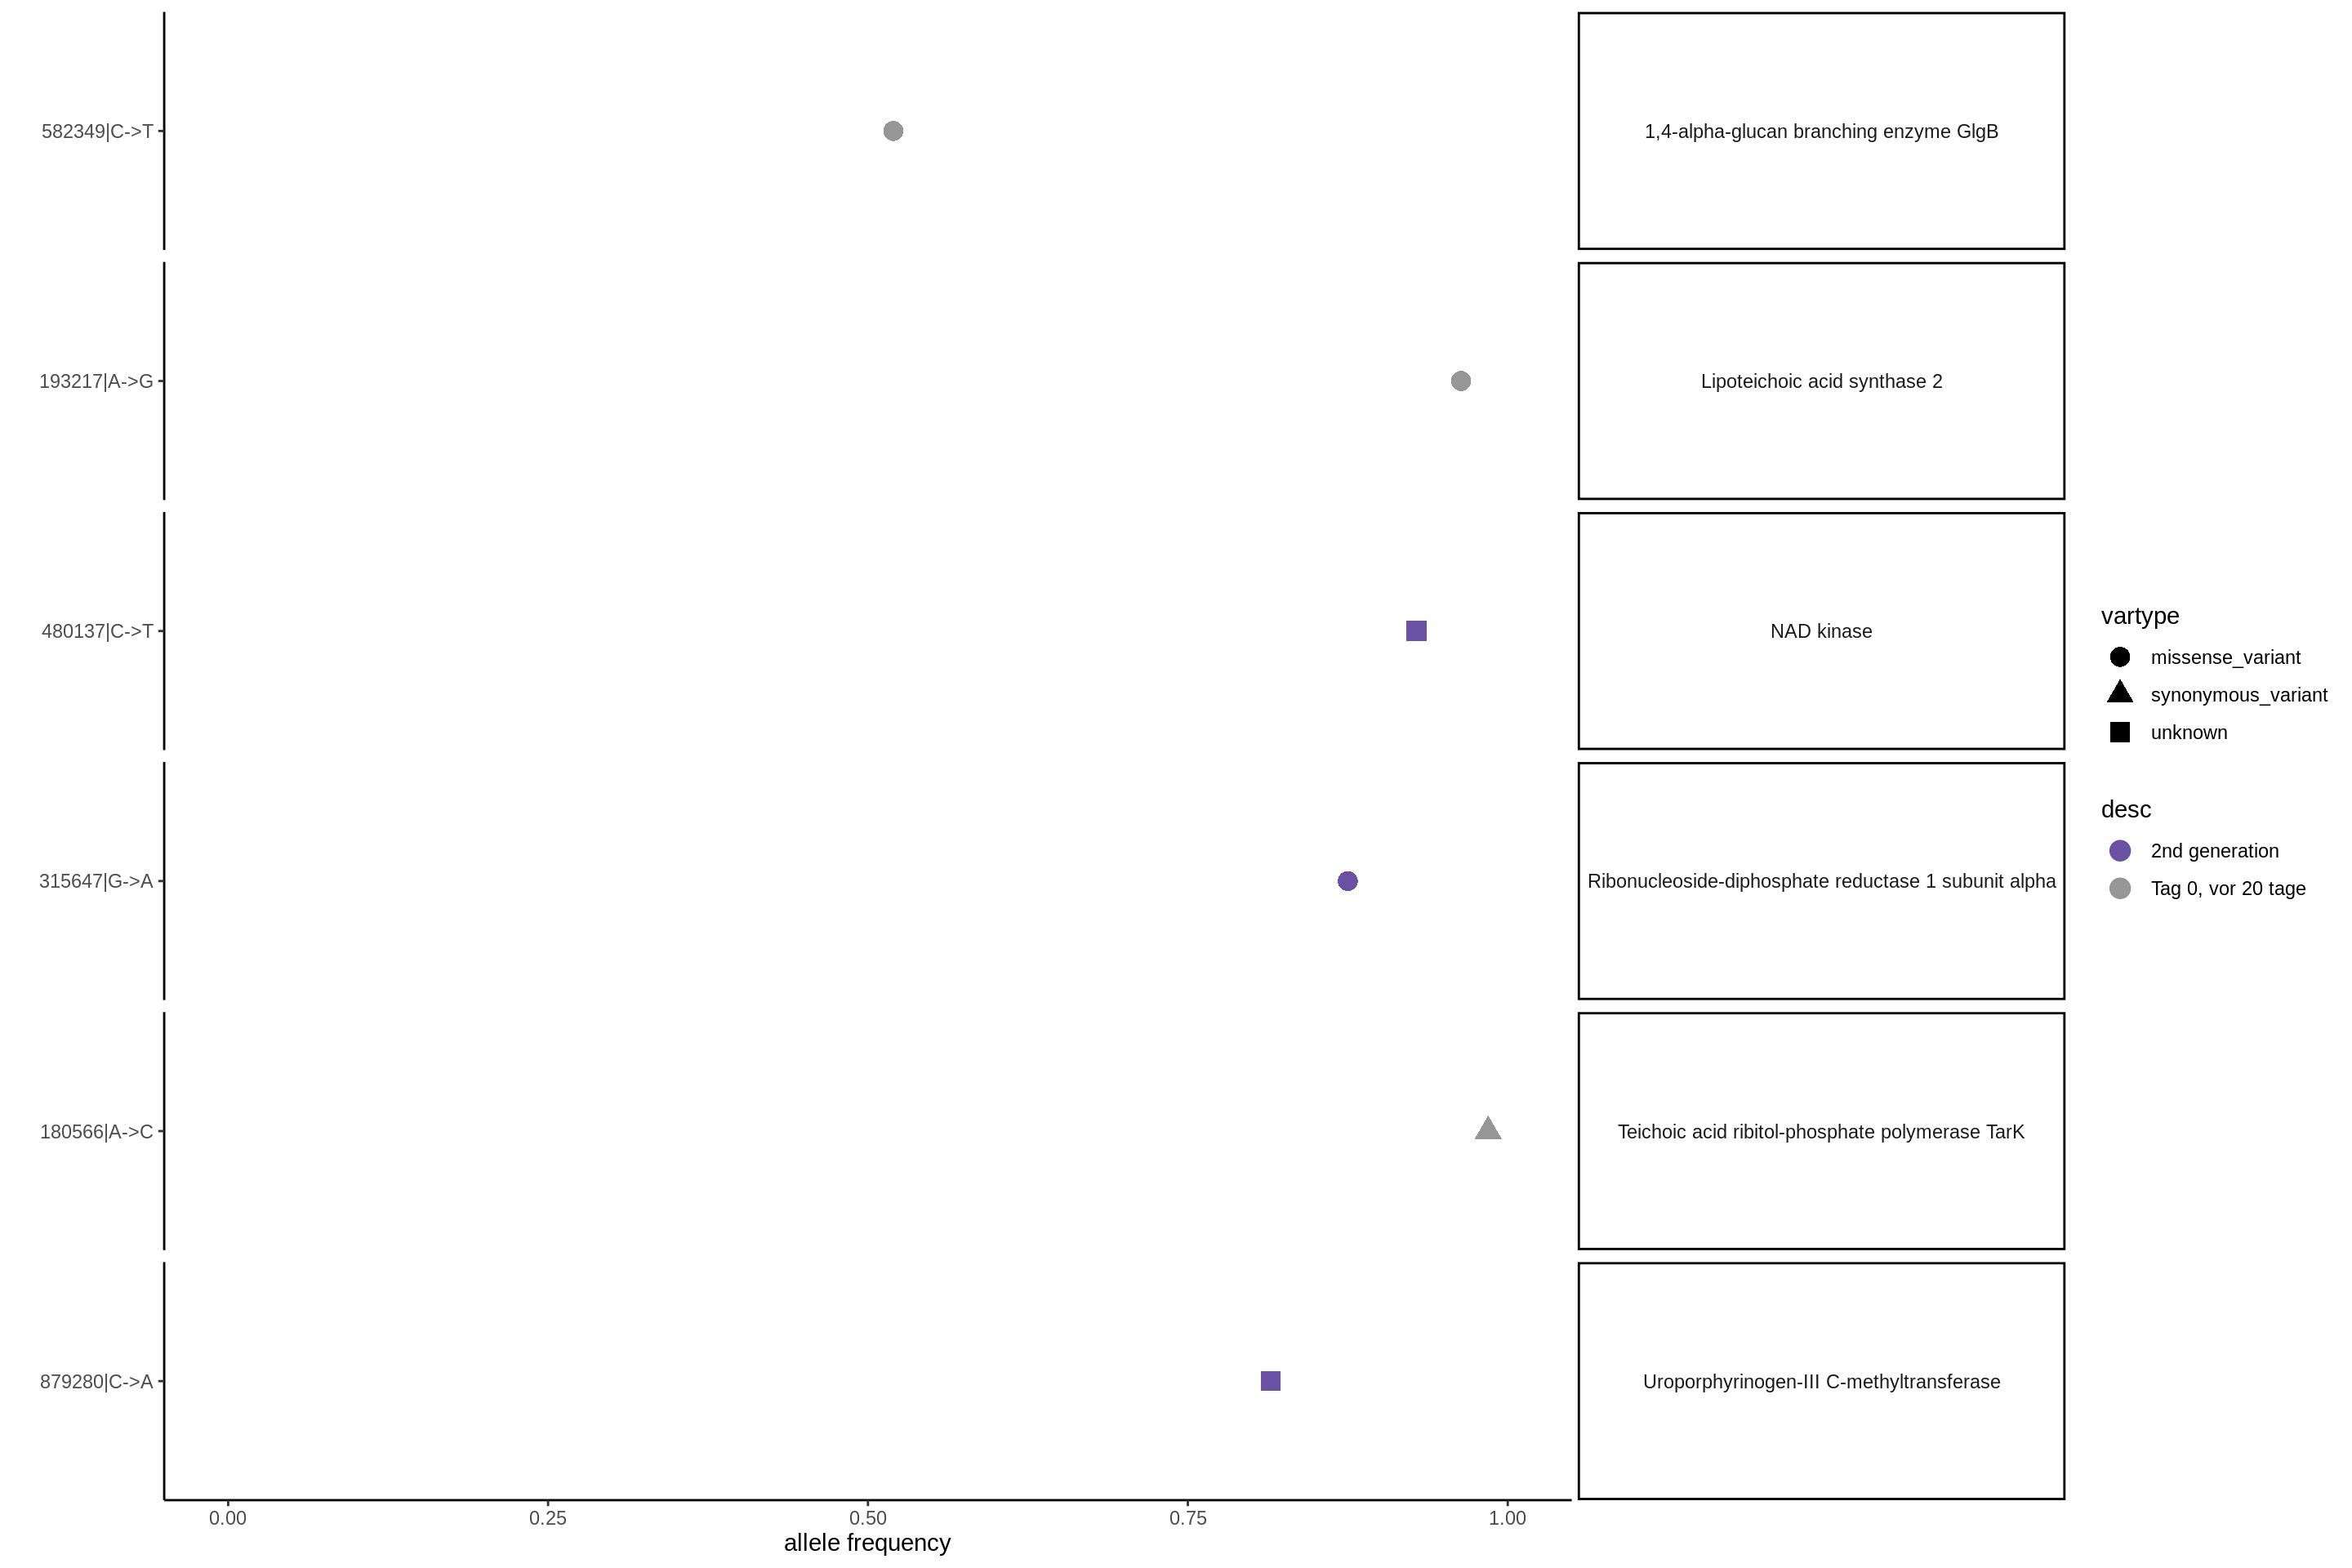 582349|C->T
1,4-alpha-glucan branching enzyme GlgB
193217|A->G
Lipoteichoic acid synthase 2
480137|C->T
NAD kinase
315647|G->A
Ribonucleoside-diphosphate reductase 1 subunit alpha
180566|A->C
Teichoic acid ribitol-phosphate polymerase TarK
879280|C->A
Uroporphyrinogen-III C-methyltransferase
0.00 0.25 0.50 0.75 1.00
allele frequency
vartype
missense_variant
synonymous_variant
unknown
desc
2nd generation
Tag 0, vor 20 tage